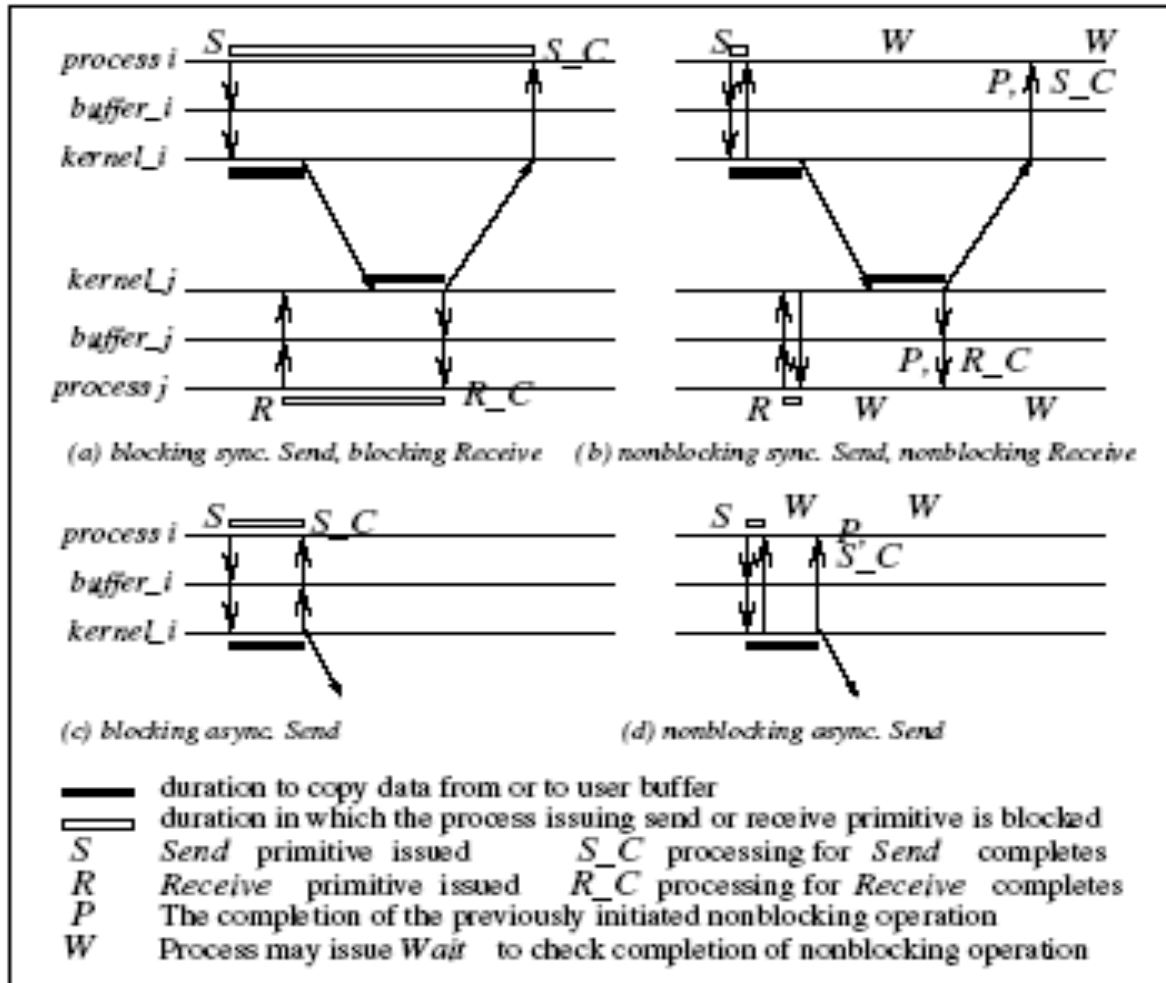 S S_C S W W
process i P, S_C
buffer_i
kernel_i
kernel_j
buffer_j P, R_C
process j R R_C R W W
(a) blocking sync. Send, blocking Receive (b) nonblocking sync. Send, nonblocking Receive
S S_C S W W
process i P,
buffer_i S_C
kernel_i
(c) blocking async. Send (d) nonblocking async. Send
duration to copy data from or to user buffer
duration in which the process issuing send or receive primitive is blocked
S Send primitive issued S_C processing for Send completes
R Receive primitive issued R_C processing for Receive completes
P The completion of the previously initiated nonblocking operation
W Process may issue Wait to check completion of nonblocking operation